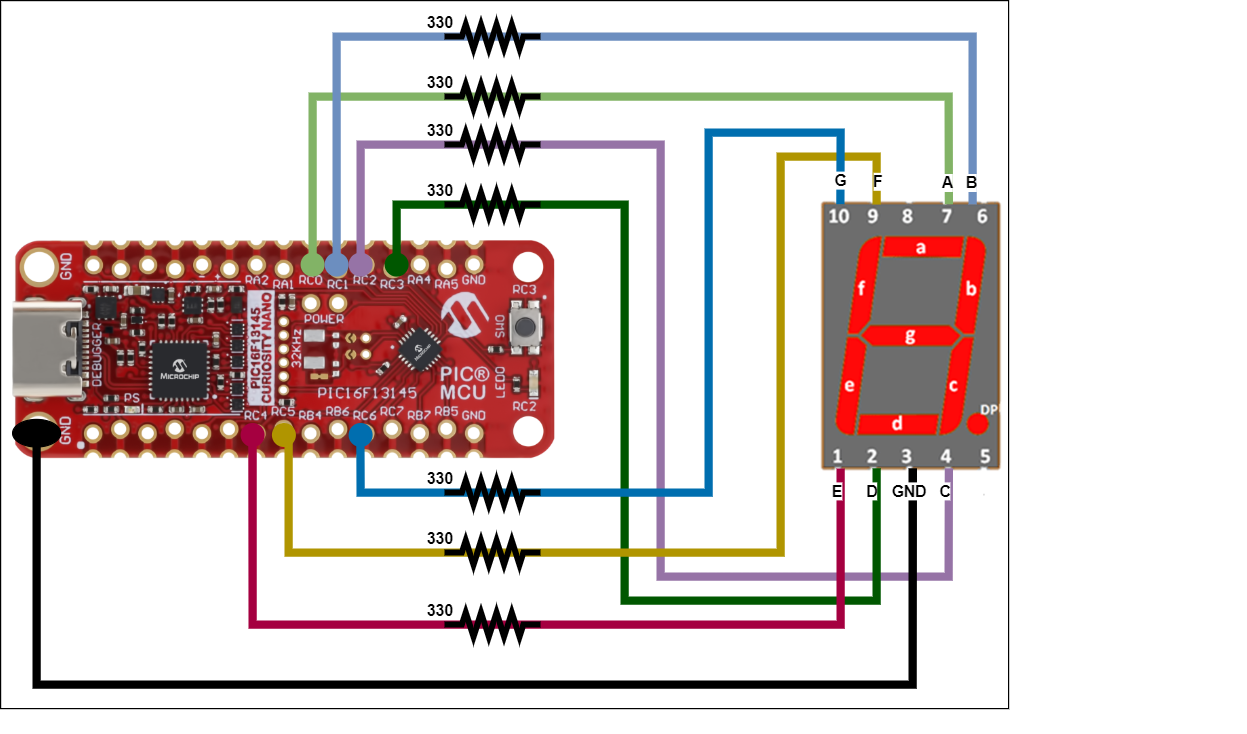 330
330
330
330
G F A B
10 9 8 7 6
GND
RA2 RA1 RC0 RC1 RC2 RC3 RA4 RA5 GND
RC3
POWER
SW0
DEBUGGER
MICROCHIP
PIC16F13145
CURIOSITY NANO
32KHz
PIC®
MCU
LED0
PIC16F13145
PS
RC2
GND
RC4 RC5 RB4 RB6 RC6 RC7 RB7 RB5 GND
a
f
b
g
e
c
d
DP
1 2 3 4 5
E D GND C
330
330
330